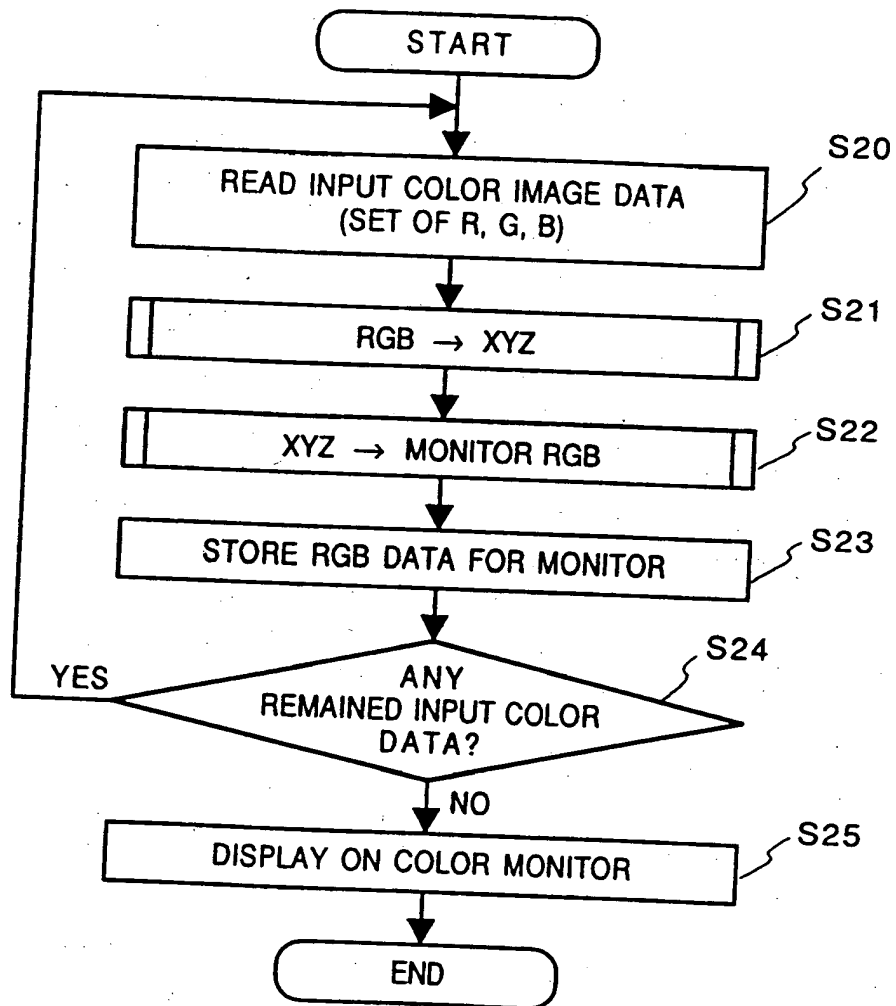 START
S20
READ INPUT COLOR IMAGE DATA
(SET OF R, G, B)
S21
RGB → XYZ
S22
XYZ → MONITOR RGB
S23
STORE RGB DATA FOR MONITOR
S24
YES
ANY
REMAINED INPUT COLOR
DATA?
NO
S25
DISPLAY ON COLOR MONITOR
END